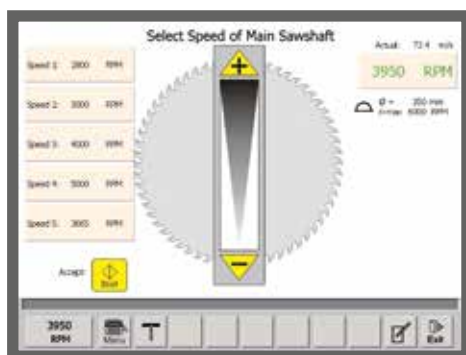 Select Speed of Main Sawshaft
Actual: 72.4 m/s
3950 RPM
Speed 1: 2800 RPM
Speed 2: 3000 RPM
Speed 3: 4000 RPM
Speed 4: 5000 RPM
Speed 5: 3665 RPM
Ø = 350 mm
n-max 6000 RPM
+
−
Accept
Start
3950
RPM
Menu
Exit